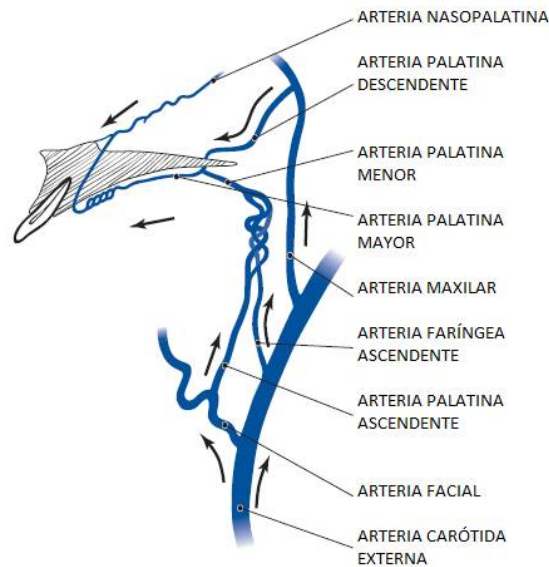 ARTERIA NASOPALATINA
ARTERIA PALATINA
DESCENDENTE
ARTERIA PALATINA
MENOR
ARTERIA PALATINA
MAYOR
ARTERIA MAXILAR
ARTERIA FARÍNGEA
ASCENDENTE
ARTERIA PALATINA
ASCENDENTE
ARTERIA FACIAL
ARTERIA CARÓTIDA
EXTERNA